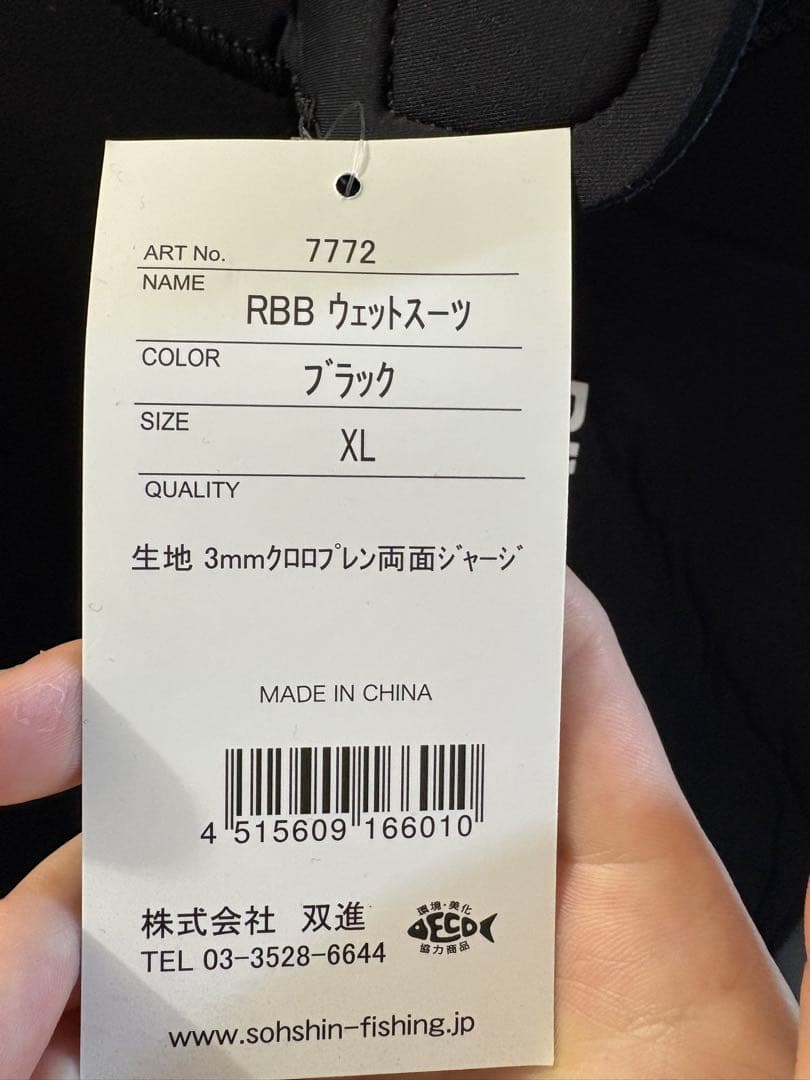 ART No. 7772
NAME
RBB ウェットスーツ
COLOR
ブラック
SIZE
XL
QUALITY
生地 3mmクロロプレン両面ジャージ
MADE IN CHINA
4 515609 166010
株式会社 双進
環境・美化
ECO
協力商品
TEL 03-3528-6644
www.sohshin-fishing.jp